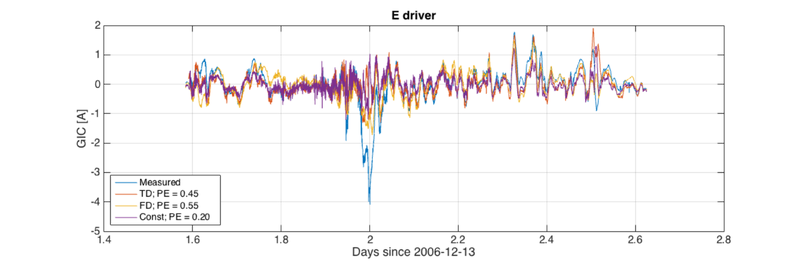 E driver
2
1
0
-1
-2
-3
-4
-5
GIC [A]
Measured
TD; PE = 0.45
FD; PE = 0.55
Const; PE = 0.20
1.4 1.6 1.8 2 2.2 2.4 2.6 2.8
Days since 2006-12-13